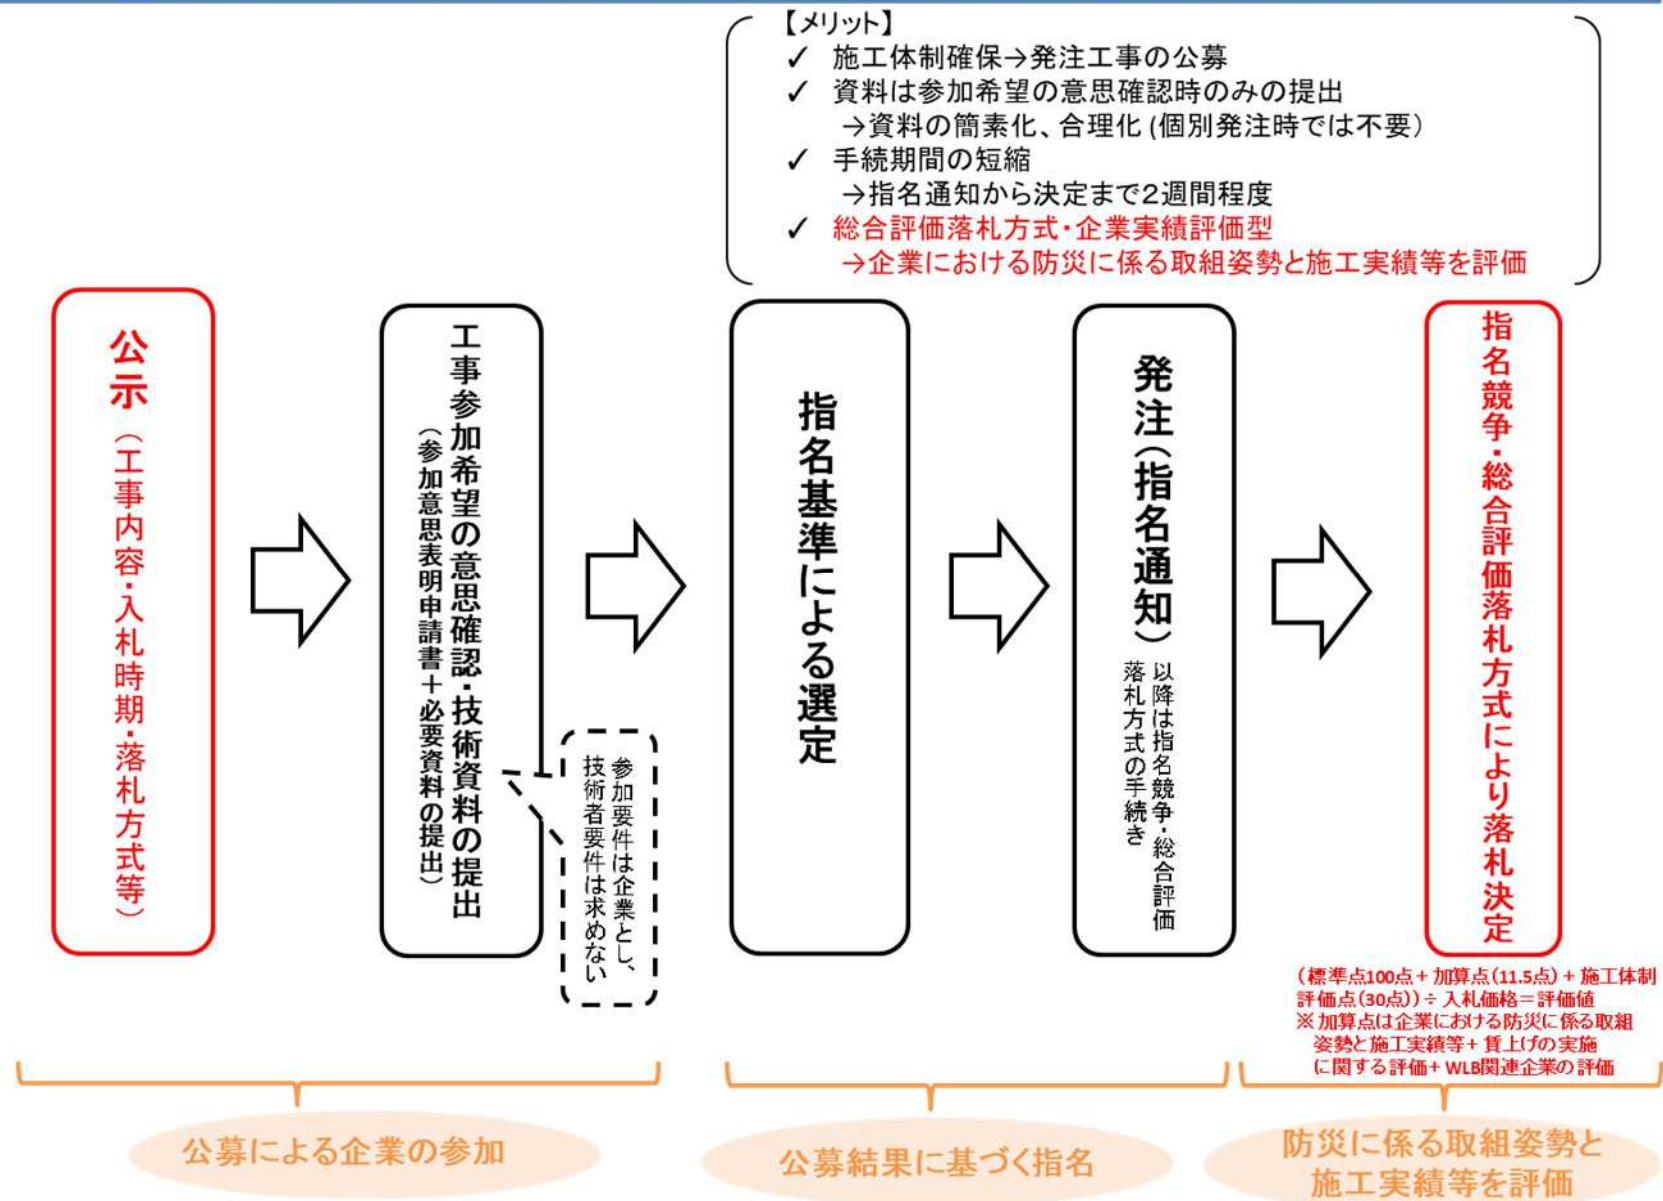 【メリット】
✓ 施工体制確保→発注工事の公募
✓ 資料は参加希望の意思確認時のみの提出
→資料の簡素化、合理化 (個別発注時では不要)
✓ 手続期間の短縮
→指名通知から決定まで2週間程度
✓ 総合評価落札方式・企業実績評価型
→企業における防災に係る取組姿勢と施工実績等を評価
公示(工事内容・入札時期・落札方式等)
工事参加希望の意思確認・技術資料の提出
(参加意思表明申請書+必要資料の提出)
参加要件は企業とし、
技術者要件は求めない
指名基準による選定
発注(指名通知)
以降は指名競争・総合評価
落札方式の手続き
指名競争・総合評価落札方式により落札決定
(標準点100点+加算点(11.5点)+施工体制
評価点(30点))÷入札価格=評価値
※加算点は企業における防災に係る取組
姿勢と施工実績等+賃上げの実施
に関する評価+WLB関連企業の評価
公募による企業の参加
公募結果に基づく指名
防災に係る取組姿勢と
施工実績等を評価